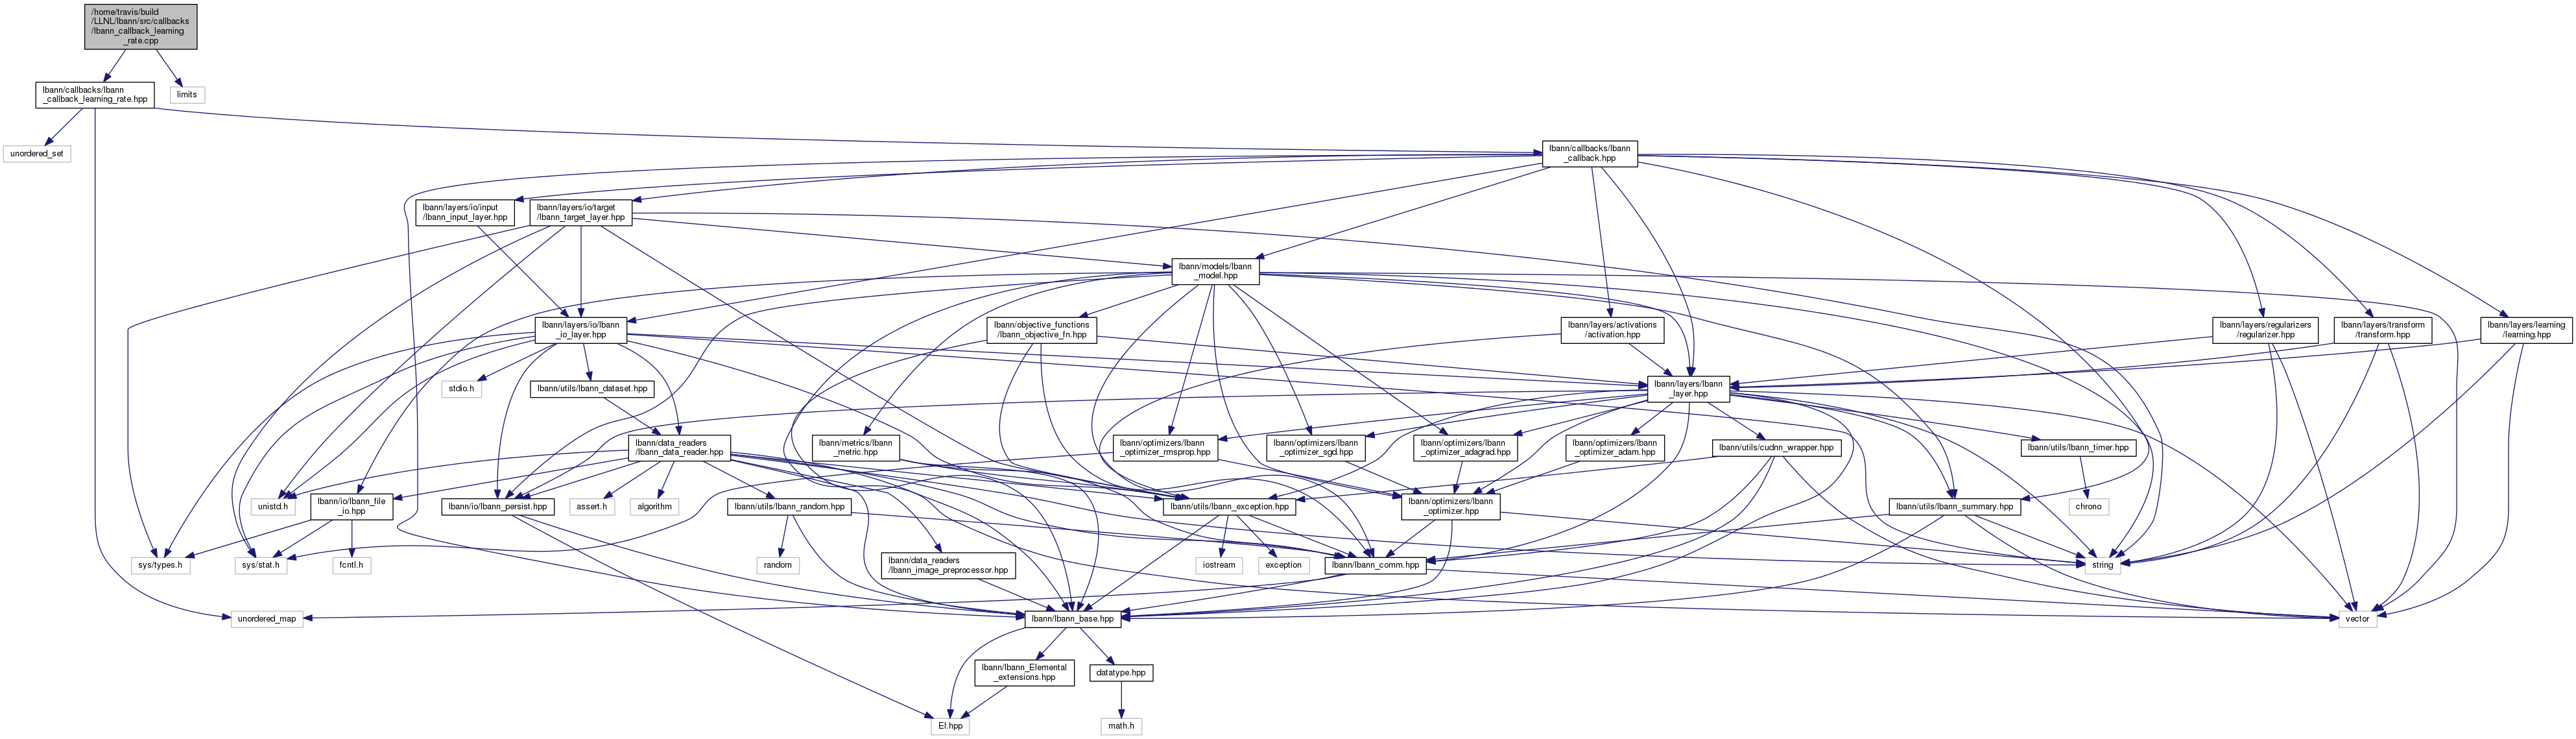 /home/travis/build
/LLNL/lbann/src/callbacks
/lbann_callback_learning
_rate.cpp
lbann/callbacks/lbann
_callback_learning_rate.hpp
limits
unordered_set
lbann/callbacks/lbann
_callback.hpp
lbann/layers/io/input
/lbann_input_layer.hpp
lbann/layers/io/target
/lbann_target_layer.hpp
lbann/models/lbann
_model.hpp
lbann/layers/io/lbann
_io_layer.hpp
lbann/objective_functions
/lbann_objective_fn.hpp
lbann/layers/activations
/activation.hpp
lbann/layers/regularizers
/regularizer.hpp
lbann/layers/transform
/transform.hpp
lbann/layers/learning
/learning.hpp
stdio.h
lbann/utils/lbann_dataset.hpp
lbann/layers/lbann
_layer.hpp
lbann/data_readers
/lbann_data_reader.hpp
lbann/metrics/lbann
_metric.hpp
lbann/optimizers/lbann
_optimizer_rmsprop.hpp
lbann/optimizers/lbann
_optimizer_sgd.hpp
lbann/optimizers/lbann
_optimizer_adagrad.hpp
lbann/optimizers/lbann
_optimizer_adam.hpp
lbann/utils/cudnn_wrapper.hpp
lbann/utils/lbann_timer.hpp
unistd.h
lbann/io/lbann_file
_io.hpp
lbann/io/lbann_persist.hpp
assert.h
algorithm
lbann/utils/lbann_random.hpp
lbann/utils/lbann_exception.hpp
lbann/optimizers/lbann
_optimizer.hpp
lbann/utils/lbann_summary.hpp
chrono
sys/types.h
sys/stat.h
fcntl.h
random
lbann/data_readers
/lbann_image_preprocessor.hpp
iostream
exception
lbann/lbann_comm.hpp
string
unordered_map
lbann/lbann_base.hpp
vector
lbann/lbann_Elemental
_extensions.hpp
datatype.hpp
El.hpp
math.h